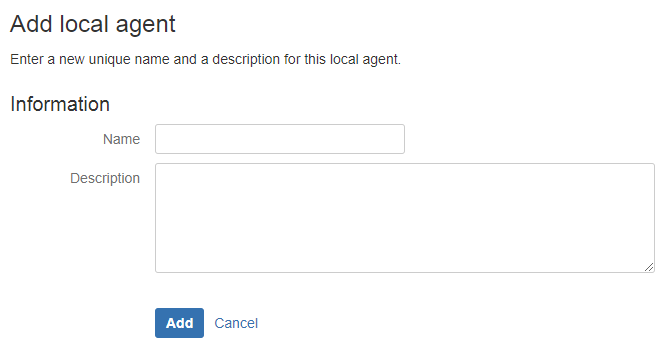 Add local agent
Enter a new unique name and a description for this local agent.
Information
Name
Description
Add Cancel